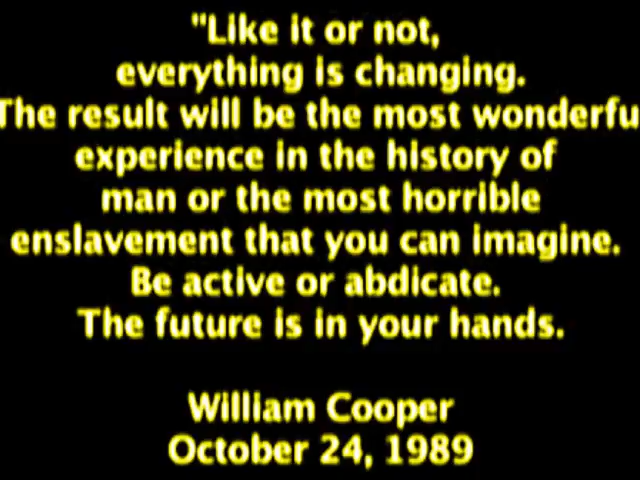 "Like it or not,
everything is changing.
The result will be the most wonderfu
experience in the history of
man or the most horrible
enslavement that you can imagine.
Be active or abdicate.
The future is in your hands.
William Cooper
October 24, 1989